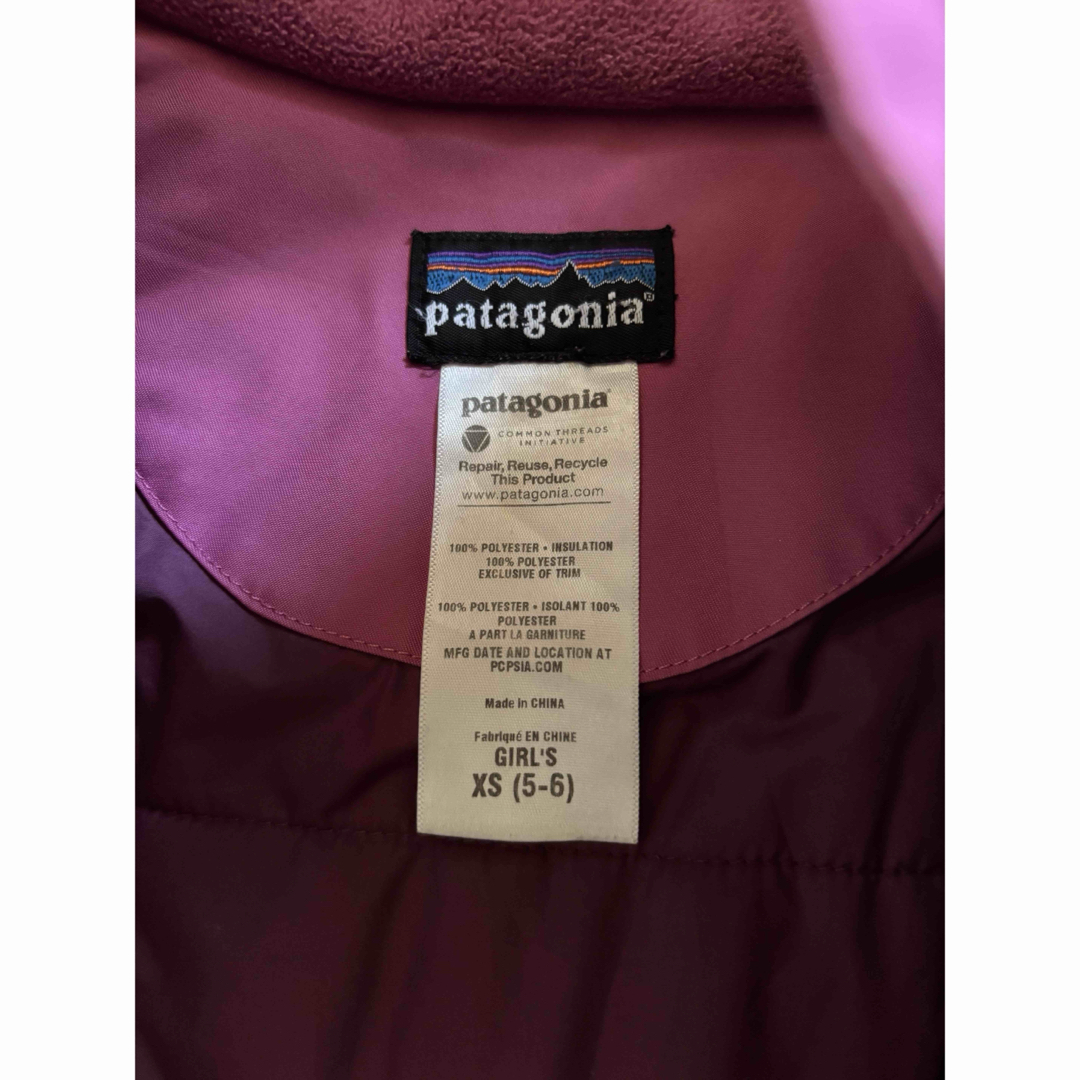 patagonia®
patagonia®
COMMON THREADS
INITIATIVE
Repair, Reuse, Recycle
This Product
www.patagonia.com
100% POLYESTER • INSULATION
100% POLYESTER
EXCLUSIVE OF TRIM
100% POLYESTER • ISOLANT 100%
POLYESTER
A PART LA GARNITURE
MFG DATE AND LOCATION AT
PCPSIA.COM
Made in CHINA
Fabriqué EN CHINE
GIRL'S
XS (5-6)